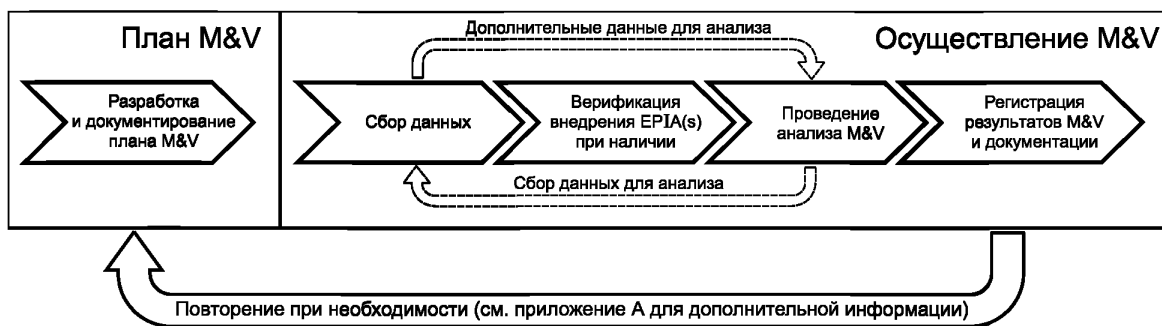 План M&V
Осуществление M&V
Дополнительные данные для анализа
Разработка
и документирование
плана M&V
Сбор данных
Верификация
внедрения EPIA(s)
при наличии
Проведение
анализа M&V
Регистрация
результатов M&V
и документации
Сбор данных для анализа
Повторение при необходимости (см. приложение А для дополнительной информации)